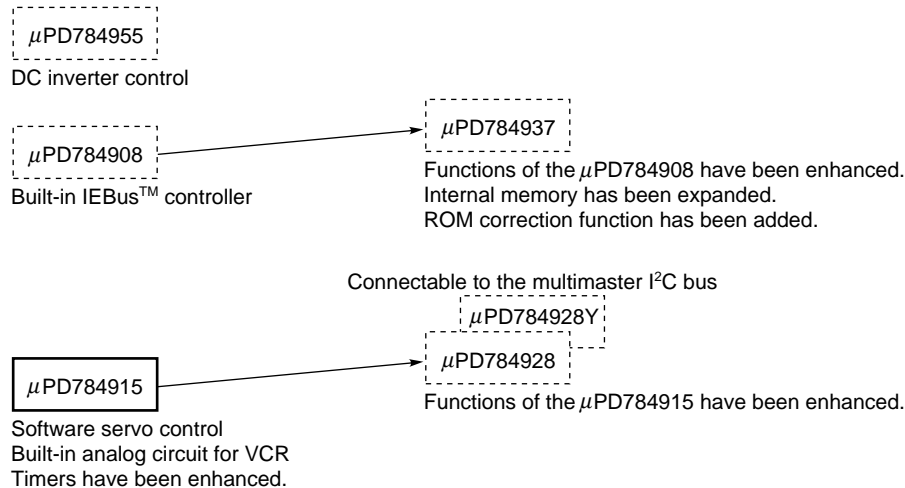 μPD784955
DC inverter control
μPD784908
Built-in IEBus™ controller
μPD784937
Functions of the μPD784908 have been enhanced.
Internal memory has been expanded.
ROM correction function has been added.
Connectable to the multimaster I²C bus
μPD784928Y
μPD784928
Functions of the μPD784915 have been enhanced.
μPD784915
Software servo control
Built-in analog circuit for VCR
Timers have been enhanced.